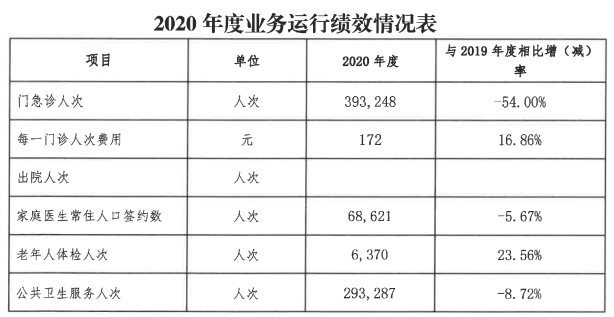 2020 年度业务运行绩效情况表
项目 单位 2020 年度 与 2019 年度相比增（减）
率
门急诊人次 人次 393,248 -54.00%
每一门诊人次费用 元 172 16.86%
出院人次 人次
家庭医生常住人口签约数 人次 68,621 -5.67%
老年人体检人次 人次 6,370 23.56%
公共卫生服务人次 人次 293,287 -8.72%